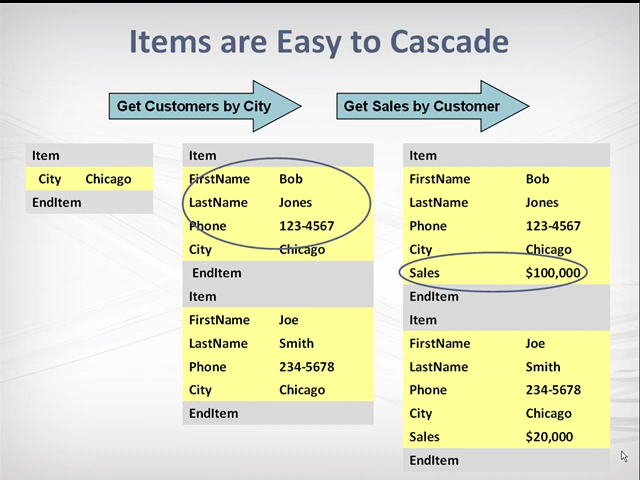 Items are Easy to Cascade
Get Customers by City
Get Sales by Customer
Item
City Chicago
EndItem
Item
FirstName Bob
LastName Jones
Phone 123-4567
City Chicago
EndItem
Item
FirstName Joe
LastName Smith
Phone 234-5678
City Chicago
EndItem
Item
FirstName Bob
LastName Jones
Phone 123-4567
City Chicago
Sales $100,000
EndItem
Item
FirstName Joe
LastName Smith
Phone 234-5678
City Chicago
Sales $20,000
EndItem